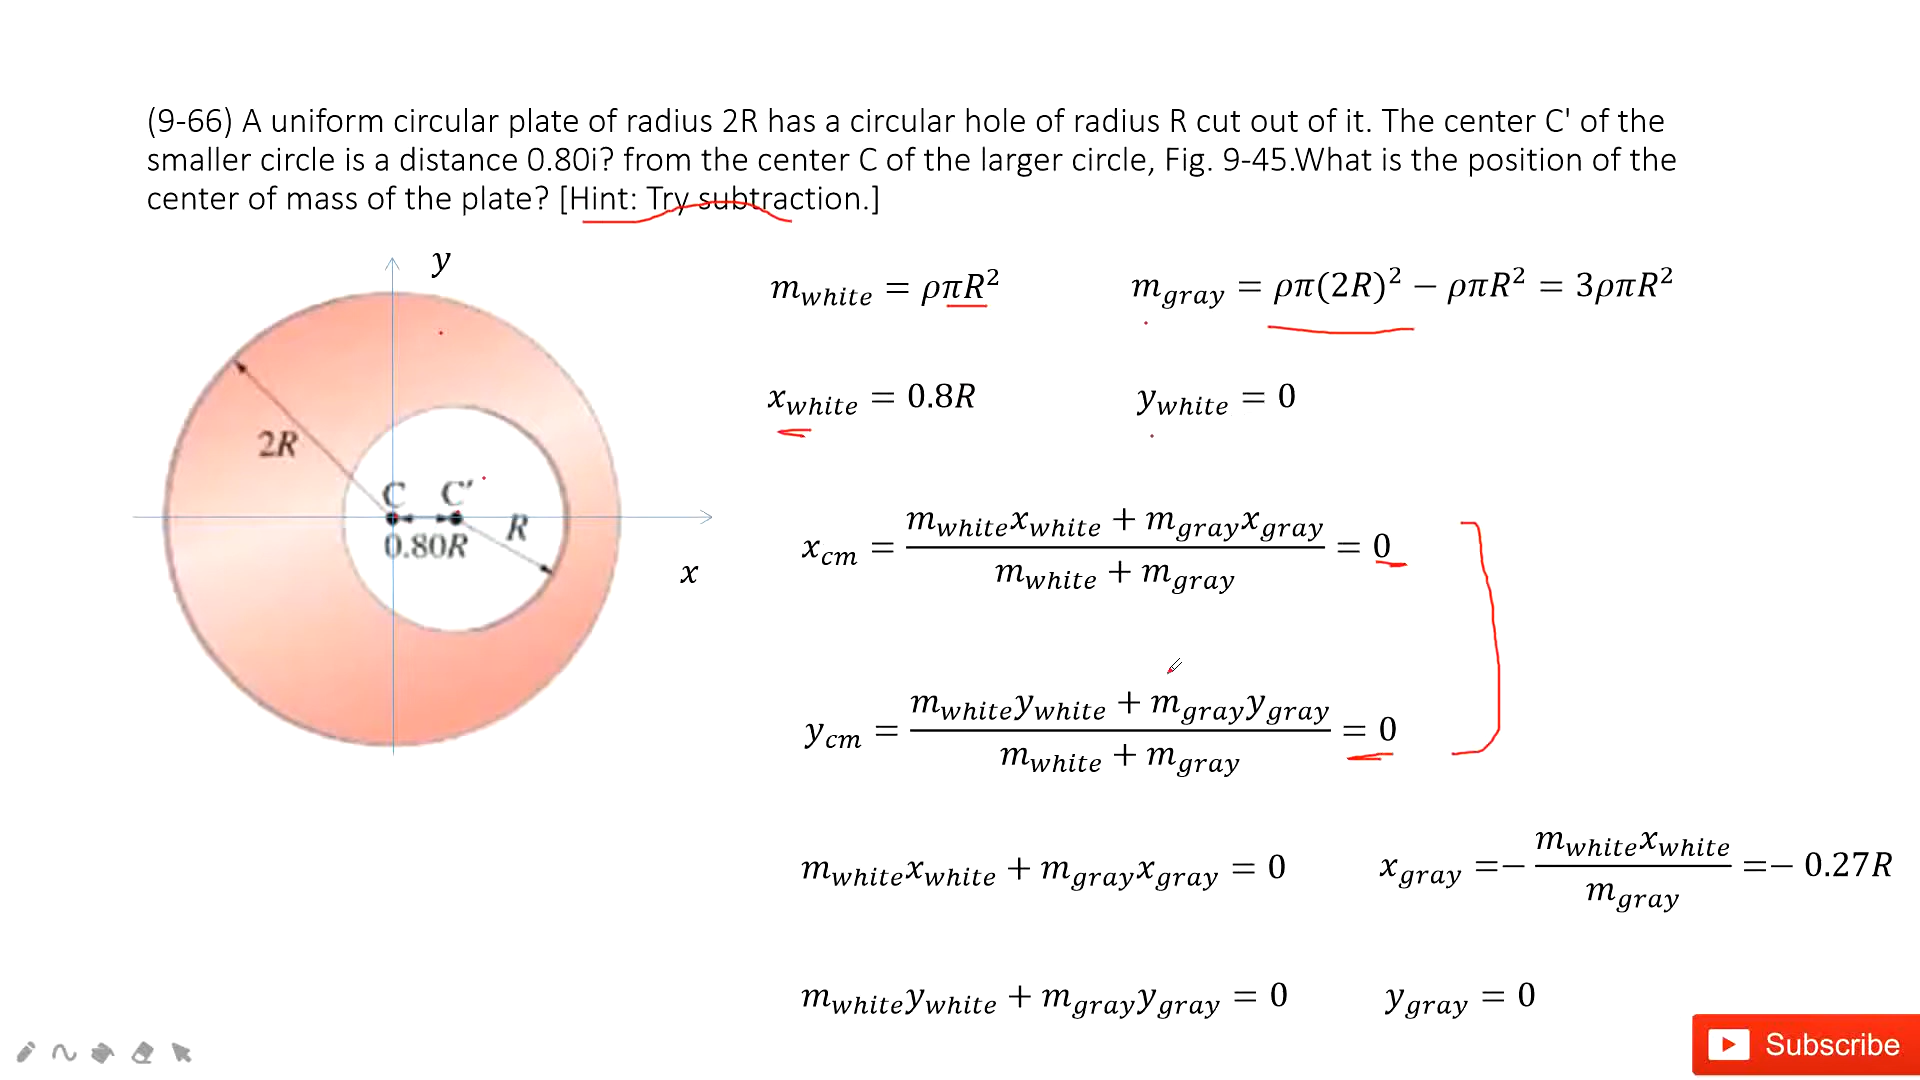 (9-66) A uniform circular plate of radius 2R has a circular hole of radius R cut out of it. The center C' of the
smaller circle is a distance 0.80i? from the center C of the larger circle, Fig. 9-45.What is the position of the
center of mass of the plate? [Hint: Try subtraction.]
y
m_white = ρπR² m_gray = ρπ(2R)² − ρπR² = 3ρπR²
x_white = 0.8R y_white = 0
2R
C C′
R
0.80R
x
x_cm = (m_white x_white + m_gray x_gray) / (m_white + m_gray) = 0
y_cm = (m_white y_white + m_gray y_gray) / (m_white + m_gray) = 0
m_white x_white + m_gray x_gray = 0 x_gray =− (m_white x_white) / m_gray =− 0.27R
m_white y_white + m_gray y_gray = 0 y_gray = 0
Subscribe